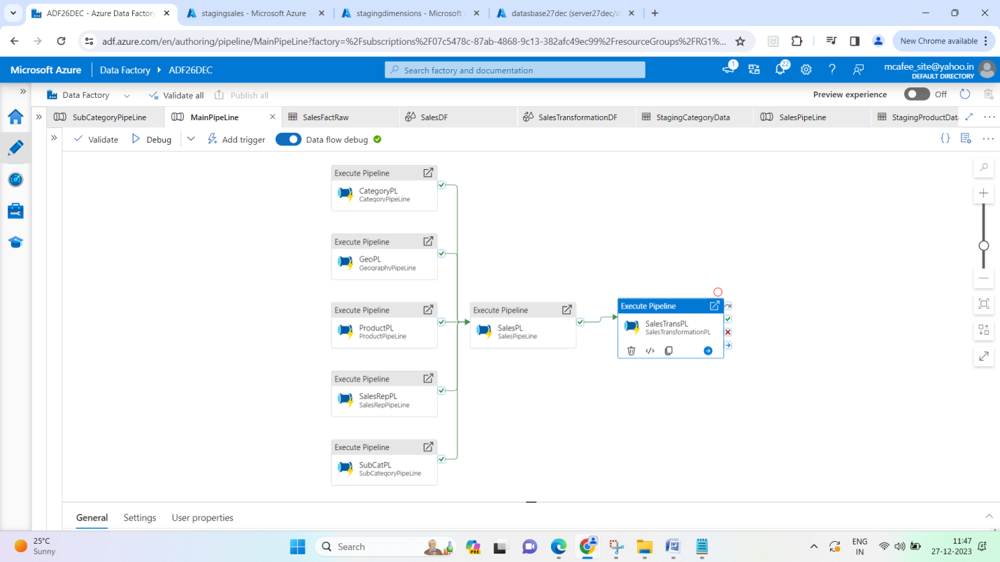 ADF26DEC - Azure Data Factory
stagingsales - Microsoft Azure
stagingdimensions - Microsoft
datasbase27dec (server27dec/d
adf.azure.com/en/authoring/pipeline/MainPipeLine?factory=%2Fsubscriptions%2F07c5478c-87ab-4868-9c13-382afc49ec99%2FresourceGroups%2FRG1%...
New Chrome available
Microsoft Azure
Data Factory
ADF26DEC
Search factory and documentation
1
22
mcafee_site@yahoo.in
DEFAULT DIRECTORY
Data Factory
Validate all
Publish all
Preview experience
Off
SubCategoryPipeLine
MainPipeLine
SalesFactRaw
SalesDF
SalesTransformationDF
StagingCategoryData
SalesPipeLine
StagingProductDat
Validate
Debug
Add trigger
Data flow debug
Execute Pipeline
CategoryPL
CategoryPipeLine
Execute Pipeline
GeoPL
GeographyPipeLine
Execute Pipeline
ProductPL
ProductPipeLine
Execute Pipeline
SalesPL
SalesPipeLine
Execute Pipeline
SalesTransPL
SalesTransformationPL
Execute Pipeline
SalesRepPL
SalesRepPipeLine
Execute Pipeline
SubCatPL
SubCategoryPipeLine
General
Settings
User properties
25°C
Sunny
Search
PRE
ENG
IN
11:47
27-12-2023